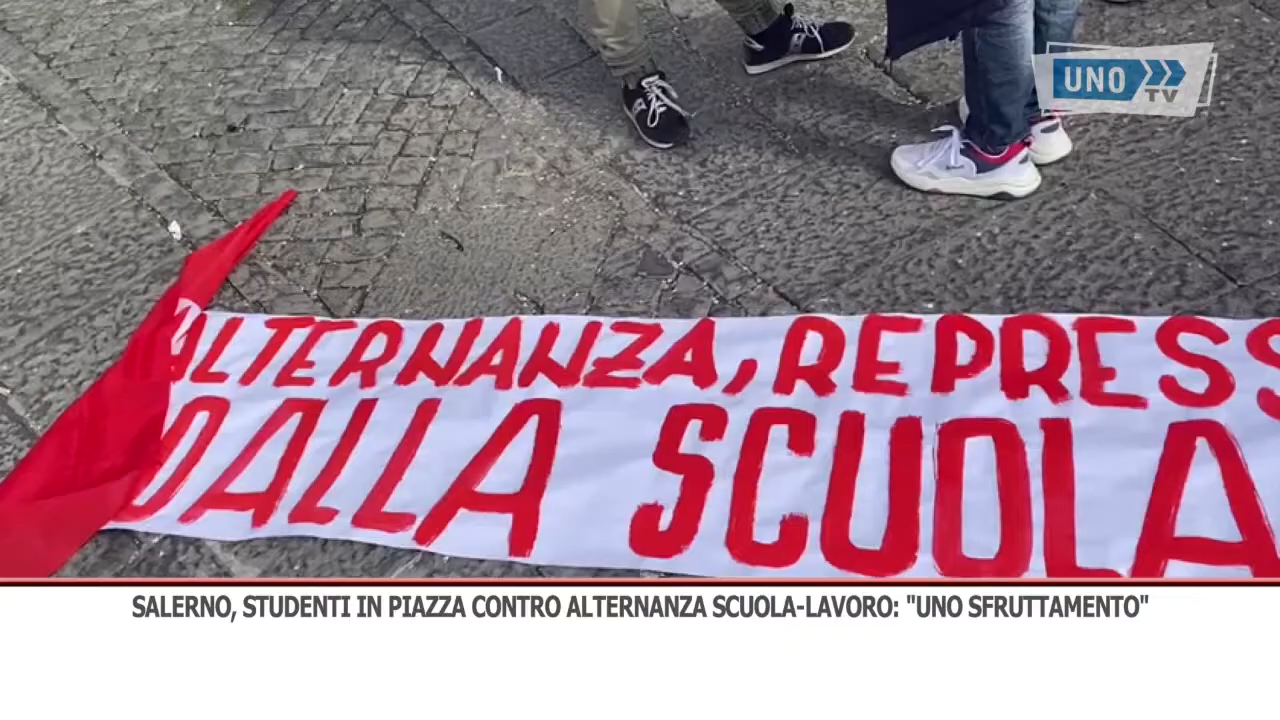 UNO
TV
ALTERNANZA, REPRESS
DALLA SCUOLA
SALERNO, STUDENTI IN PIAZZA CONTRO ALTERNANZA SCUOLA-LAVORO: "UNO SFRUTTAMENTO"